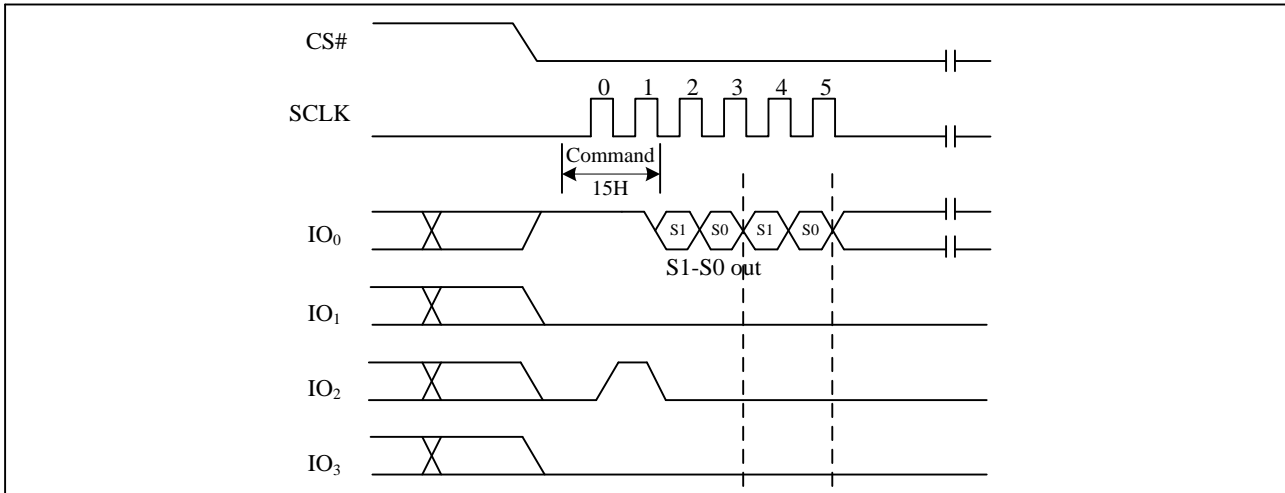 CS#
0 1 2 3 4 5
SCLK
Command
15H
IO0
S1 S0 S1 S0
S1-S0 out
IO1
IO2
IO3